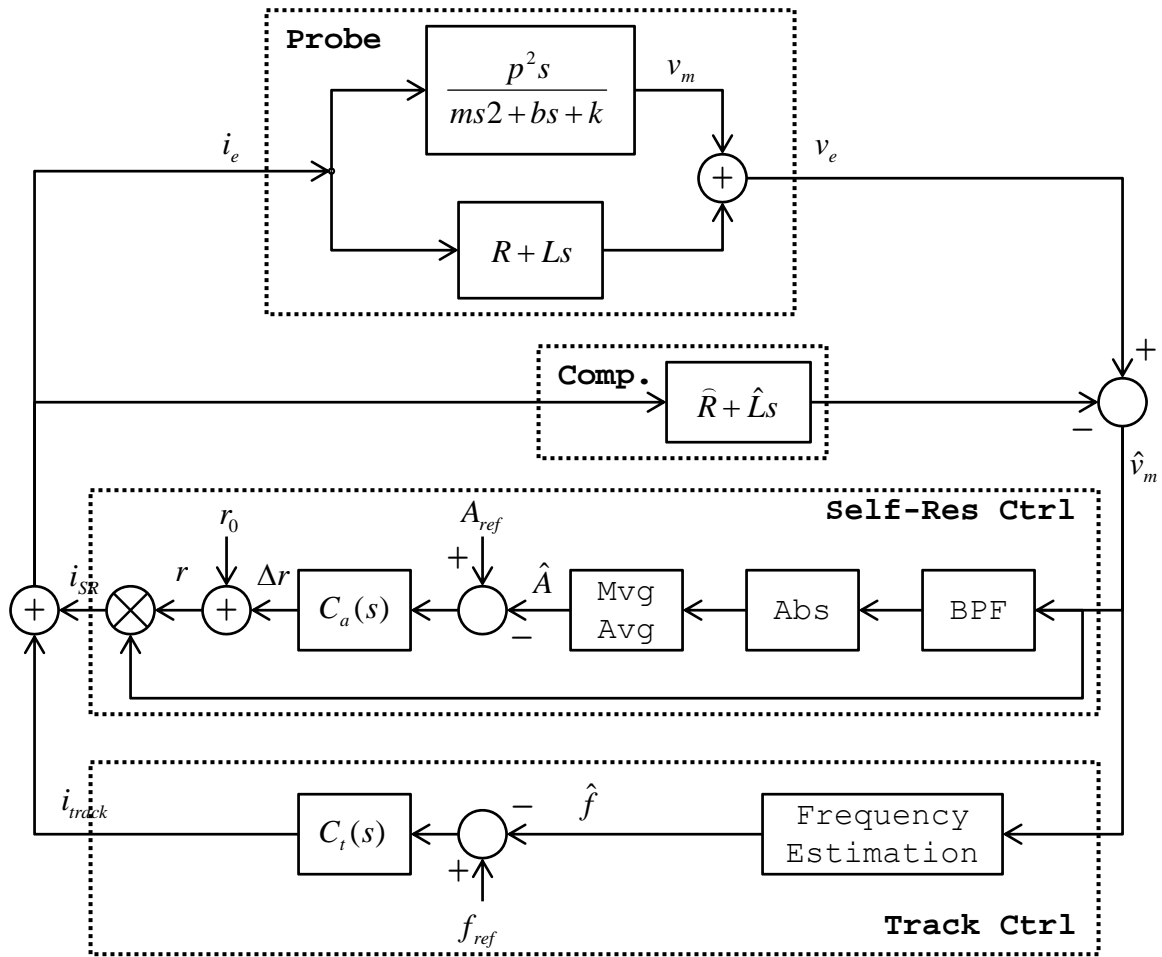 Probe
p²s
ms2 + bs + k
v_m
i_e
v_e
+
R + Ls
+
Comp.
R̂ + L̂s
−
v̂_m
Self-Res Ctrl
r₀
A_ref
i_SR
r
Δr
+
Â
+
+
C_a(s)
−
Mvg
Avg
Abs
BPF
Track Ctrl
i_track
C_t(s)
−
f̂
+
f_ref
Frequency
Estimation